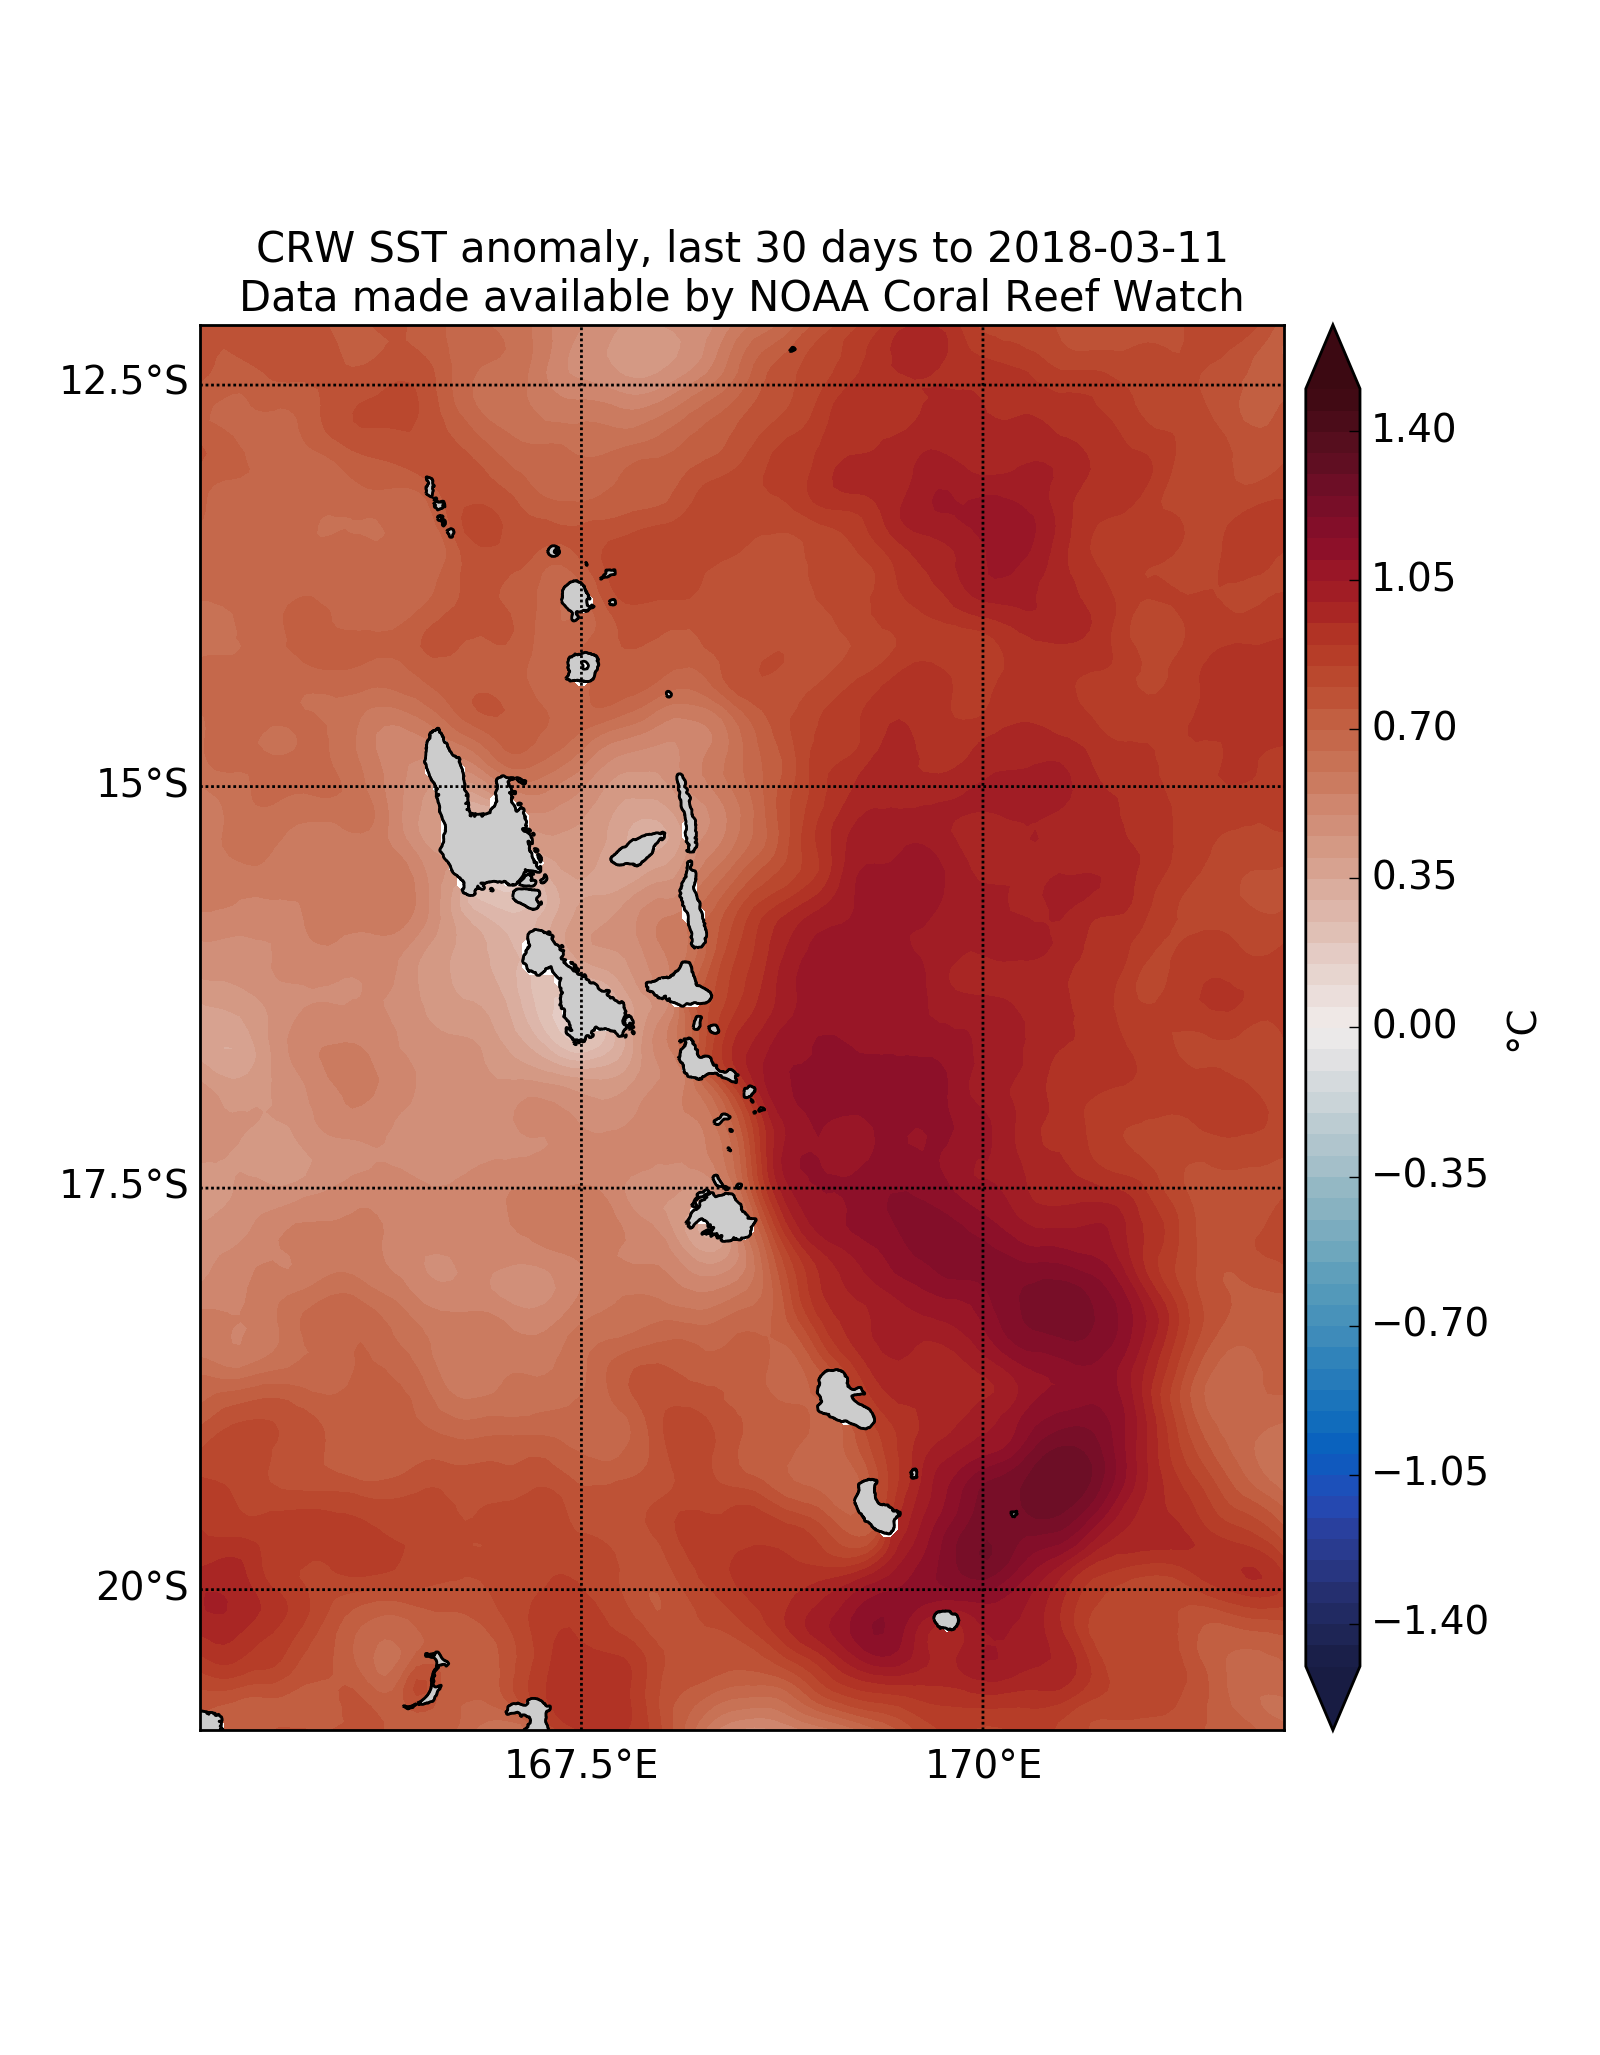 CRW SST anomaly, last 30 days to 2018-03-11
Data made available by NOAA Coral Reef Watch
12.5°S
15°S
17.5°S
20°S
167.5°E
170°E
1.40
1.05
0.70
0.35
0.00
−0.35
−0.70
−1.05
−1.40
°C